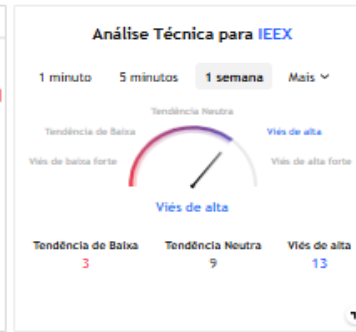 Análise Técnica para IEEX
1 minuto 5 minutos 1 semana Mais
Tendência Neutra
Tendência de Baixa Viés de alta
Viés de baixa forte Viés de alta forte
Viés de alta
Tendência de Baixa Tendência Neutra Viés de alta
3 9 13